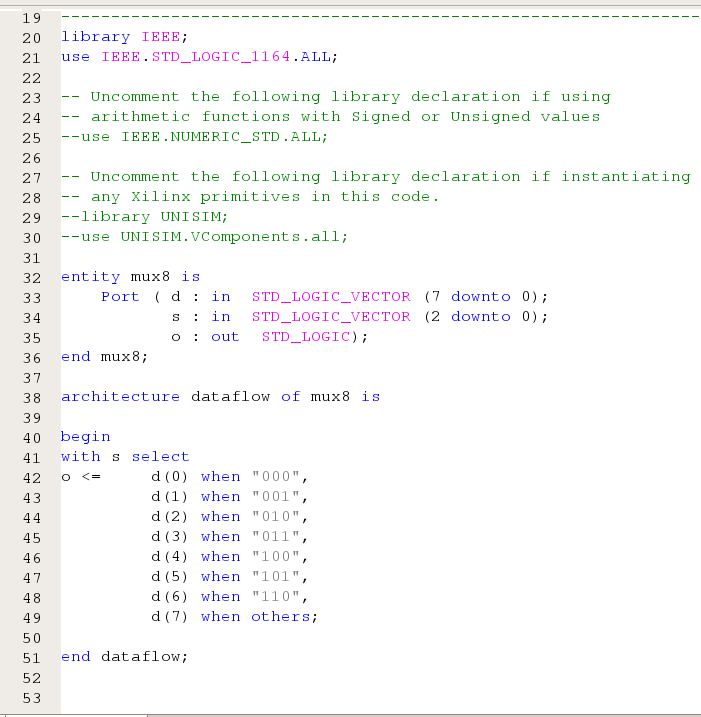 19 ----------------------------------------------------------------
20 library IEEE;
21 use IEEE.STD_LOGIC_1164.ALL;
22
23 -- Uncomment the following library declaration if using
24 -- arithmetic functions with Signed or Unsigned values
25 --use IEEE.NUMERIC_STD.ALL;
26
27 -- Uncomment the following library declaration if instantiating
28 -- any Xilinx primitives in this code.
29 --library UNISIM;
30 --use UNISIM.VComponents.all;
31
32 entity mux8 is
33     Port ( d : in  STD_LOGIC_VECTOR (7 downto 0);
34            s : in  STD_LOGIC_VECTOR (2 downto 0);
35            o : out  STD_LOGIC);
36 end mux8;
37
38 architecture dataflow of mux8 is
39
40 begin
41 with s select
42 o <=     d(0) when "000",
43          d(1) when "001",
44          d(2) when "010",
45          d(3) when "011",
46          d(4) when "100",
47          d(5) when "101",
48          d(6) when "110",
49          d(7) when others;
50
51 end dataflow;
52
53